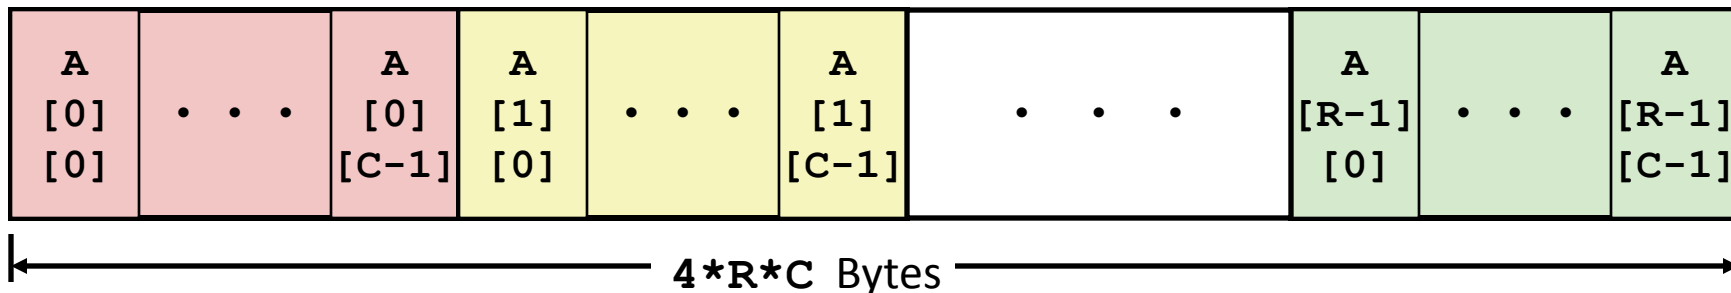 A A A A A A
[0] • • • [0] [1] • • • [1] • • • [R-1] • • • [R-1]
[0] [C-1] [0] [C-1] [0] [C-1]
4*R*C Bytes